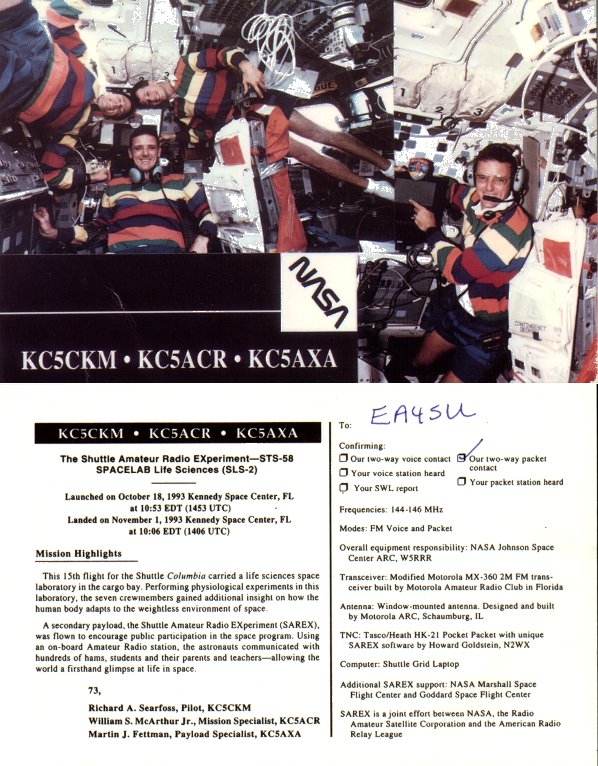 NASA
KC5CKM • KC5ACR • KC5AXA
KC5CKM • KC5ACR • KC5AXA
The Shuttle Amateur Radio EXperiment—STS-58
SPACELAB Life Sciences (SLS-2)
Launched on October 18, 1993 Kennedy Space Center, FL
at 10:53 EDT (1453 UTC)
Landed on November 1, 1993 Kennedy Space Center, FL
at 10:06 EDT (1406 UTC)
Mission Highlights
This 15th flight for the Shuttle Columbia carried a life sciences space
laboratory in the cargo bay. Performing physiological experiments in this
laboratory, the seven crewmembers gained additional insight on how the
human body adapts to the weightless environment of space.
A secondary payload, the Shuttle Amateur Radio EXperiment (SAREX),
was flown to encourage public participation in the space program. Using
an on-board Amateur Radio station, the astronauts communicated with
hundreds of hams, students and their parents and teachers—allowing the
world a firsthand glimpse at life in space.
73,
Richard A. Searfoss, Pilot, KC5CKM
William S. McArthur Jr., Mission Specialist, KC5ACR
Martin J. Fettman, Payload Specialist, KC5AXA
To: EA4SU
Confirming:
Our two-way voice contact
Our two-way packet
contact
Your voice station heard
Your packet station heard
Your SWL report
Frequencies: 144-146 MHz
Modes: FM Voice and Packet
Overall equipment responsibility: NASA Johnson Space
Center ARC, W5RRR
Transceiver: Modified Motorola MX-360 2M FM trans-
ceiver built by Motorola Amateur Radio Club in Florida
Antenna: Window-mounted antenna. Designed and built
by Motorola ARC, Schaumburg, IL
TNC: Tasco/Heath HK-21 Pocket Packet with unique
SAREX software by Howard Goldstein, N2WX
Computer: Shuttle Grid Laptop
Additional SAREX support: NASA Marshall Space
Flight Center and Goddard Space Flight Center
SAREX is a joint effort between NASA, the Radio
Amateur Satellite Corporation and the American Radio
Relay League